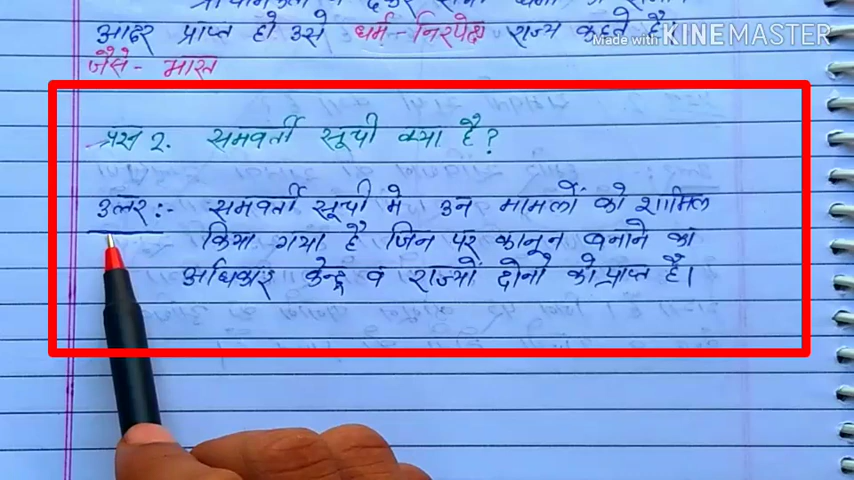 आदर प्राप्त हो उसे धर्म-निरपेक्ष राज्य कहते है।
Made with KINEMASTER
जैसे- भारत
प्रश्न 2. समवर्ती सूची क्या है?
उत्तर:- समवर्ती सूची मे उन मामलों को शामिल
किया गया है जिन पर कानून बनाने का
अधिकार केन्द्र व राज्यों दोनो को प्राप्त है।